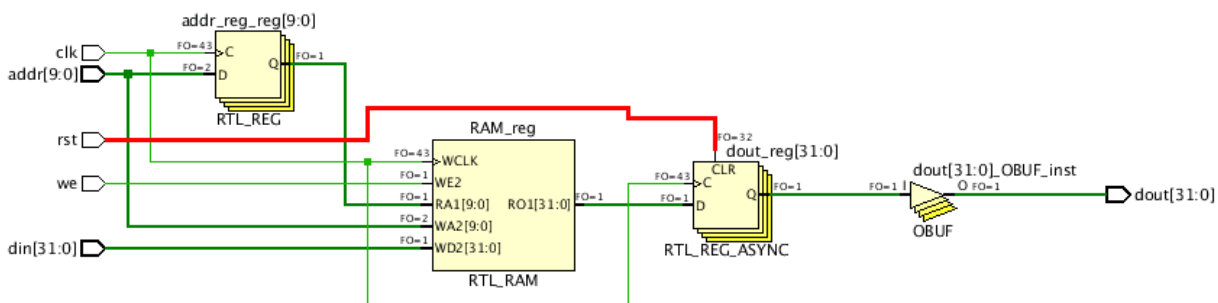 addr_reg_reg[9:0]
clk
FO=43
C
Q
FO=1
addr[9:0]
FO=2
D
RTL_REG
rst
RAM_reg
FO=32
dout_reg[31:0]
CLR
FO=43
WCLK
we
FO=1
WE2
FO=1
RA1[9:0]
RO1[31:0]
FO=1
FO=2
WA2[9:0]
din[31:0]
FO=1
WD2[31:0]
RTL_RAM
FO=43
C
Q
FO=1
FO=1
D
RTL_REG_ASYNC
dout[31:0]_OBUF_inst
FO=1
I
O
FO=1
OBUF
dout[31:0]